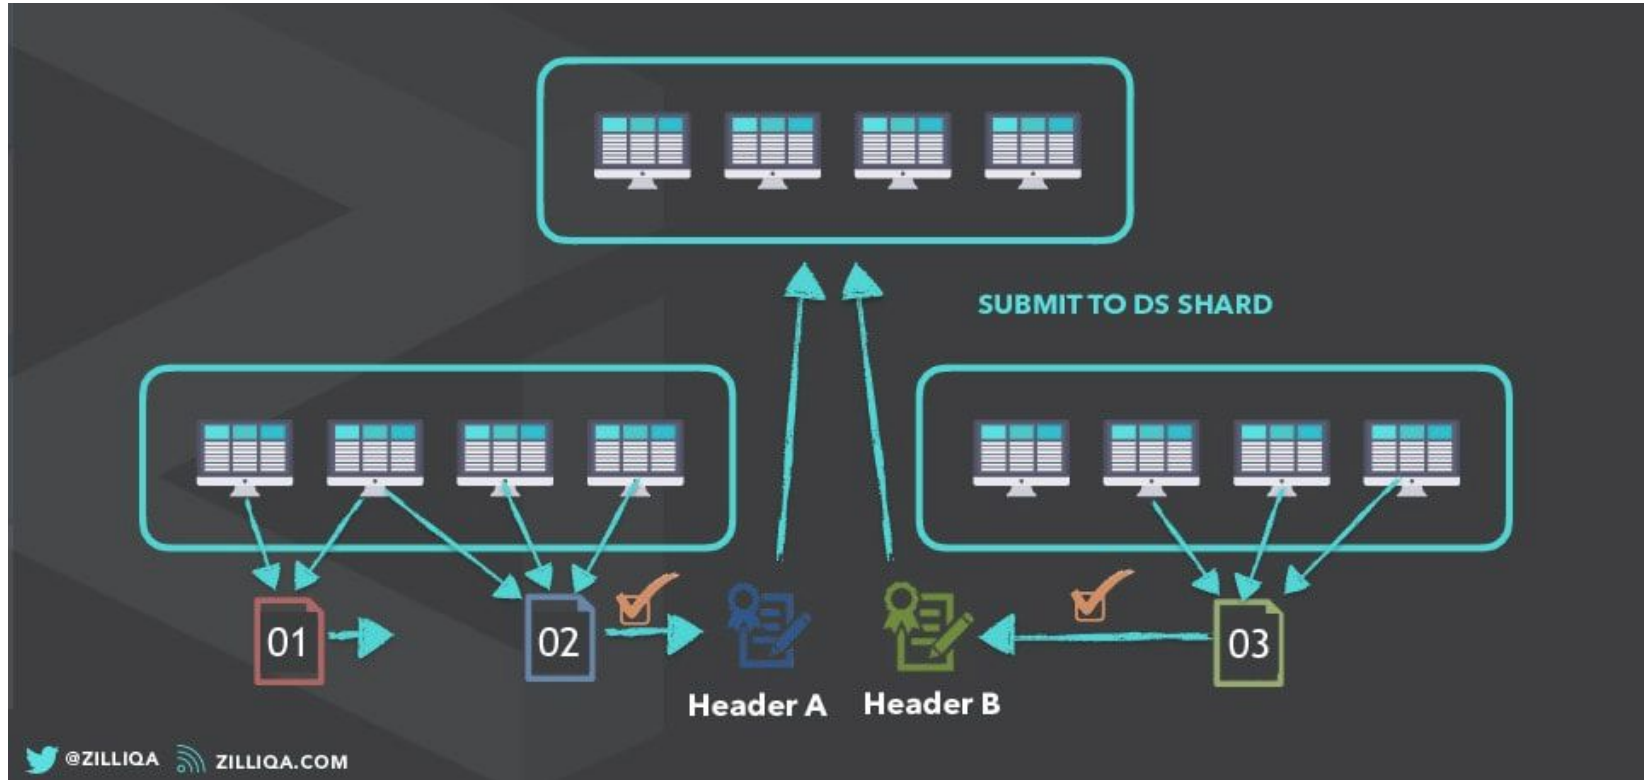 SUBMIT TO DS SHARD
01
02
03
Header A
Header B
@ZILLIQA
ZILLIQA.COM